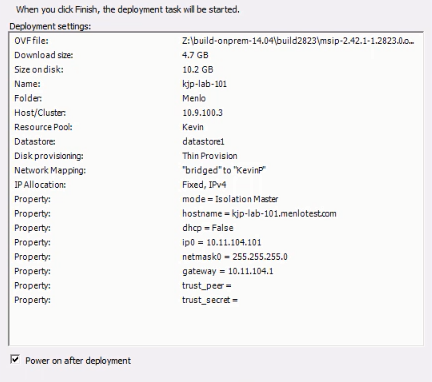 When you click Finish, the deployment task will be started.
Deployment settings:
OVF file: Z:\build-onprem-14.04\build2823\msip-2.42.1-1.2823.0.o...
Download size: 4.7 GB
Size on disk: 10.2 GB
Name: kjp-lab-101
Folder: Menlo
Host/Cluster: 10.9.100.3
Resource Pool: Kevin
Datastore: datastore1
Disk provisioning: Thin Provision
Network Mapping: "bridged" to "KevinP"
IP Allocation: Fixed, IPv4
Property: mode = Isolation Master
Property: hostname = kjp-lab-101.menlotest.com
Property: dhcp = False
Property: ip0 = 10.11.104.101
Property: netmask0 = 255.255.255.0
Property: gateway = 10.11.104.1
Property: trust_peer =
Property: trust_secret =
Power on after deployment